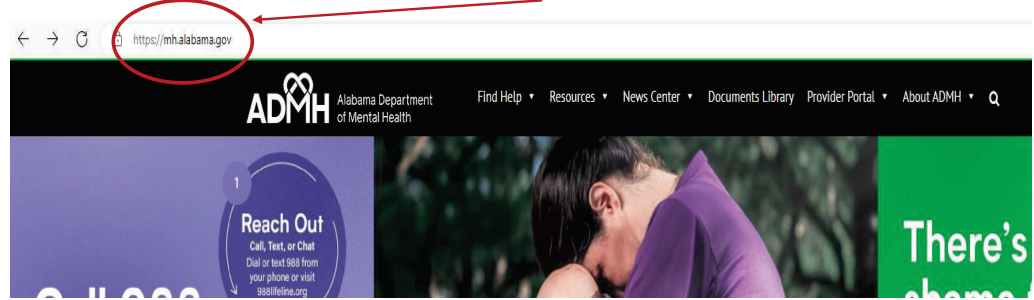 https://mh.alabama.gov
ADMH Alabama Department
of Mental Health
Find Help Resources News Center Documents Library Provider Portal About ADMH
1
Reach Out
Call, Text, or Chat
Dial or text 988 from
your phone or visit
988lifeline.org
There's